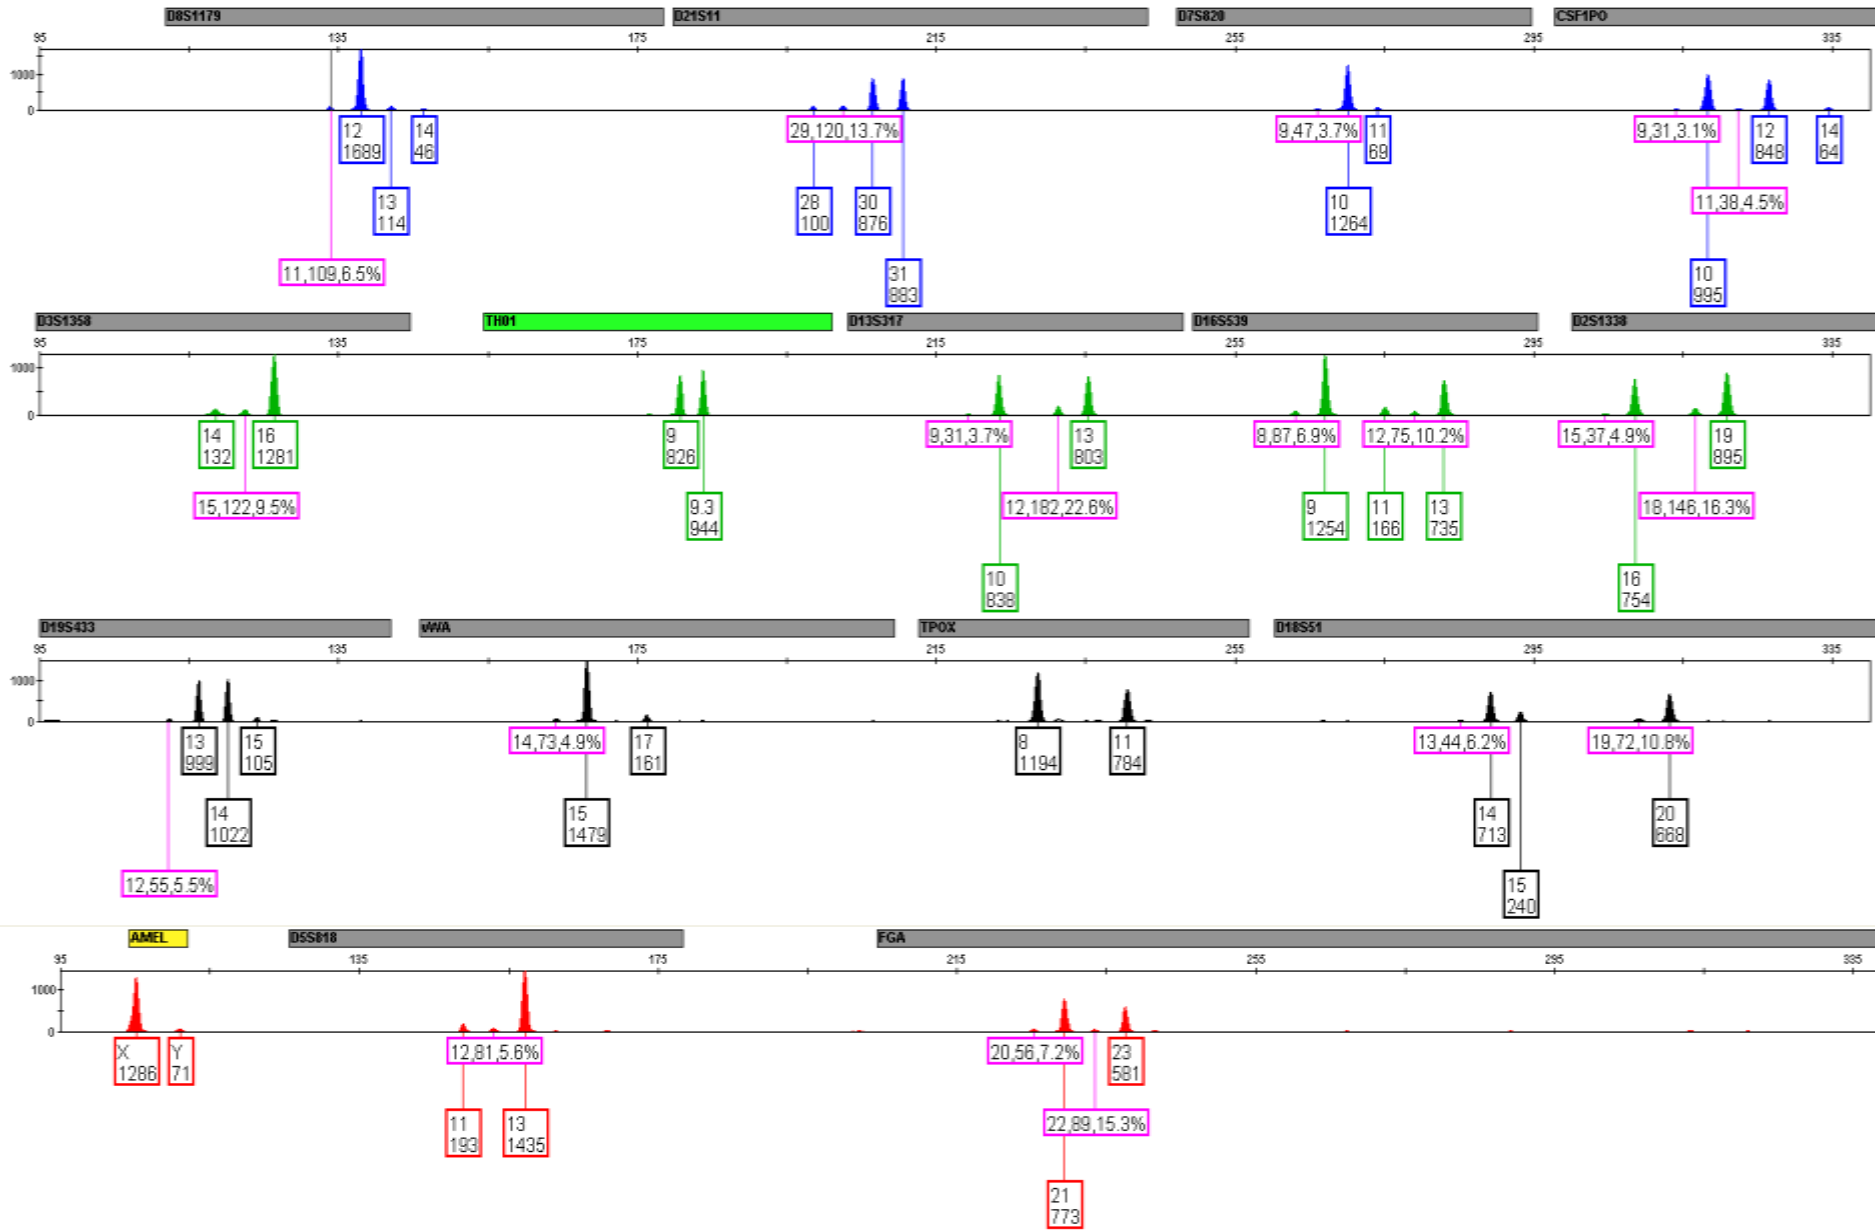 D8S1179 D21S11 D7S820 CSF1PO
95 135 175 215 255 295 335
1000
0
12 14 29,120,13.7% 9,47,3.7% 11 9,31,3.1% 12 14
1689 46 69 848 64
13 28 30 10 11,38,4.5%
114 100 876 1264
11,109,6.5% 31 10
883 995
D3S1358 TH01 D13S317 D16S539 D2S1338
95 135 175 215 255 295 335
1000
0
14 16 9 9,31,3.7% 13 8,87,6.9% 12,75,10.2% 15,37,4.9% 19
132 1281 826 803 895
15,122,9.5% 9.3 12,182,22.6% 9 11 13 18,146,16.3%
944 1254 166 735
10 16
838 754
D19S433 vWA TPOX D18S51
95 135 175 215 255 295 335
1000
0
13 15 14,73,4.9% 17 8 11 13,44,6.2% 19,72,10.8%
999 105 161 1194 784
14 15 14 20
1022 1479 713 668
12,55,5.5% 15
240
AMEL D5S818 FGA
95 135 175 215 255 295 335
1000
0
X Y 12,81,5.6% 20,56,7.2% 23
1286 71 581
11 13 22,89,15.3%
193 1435
21
773